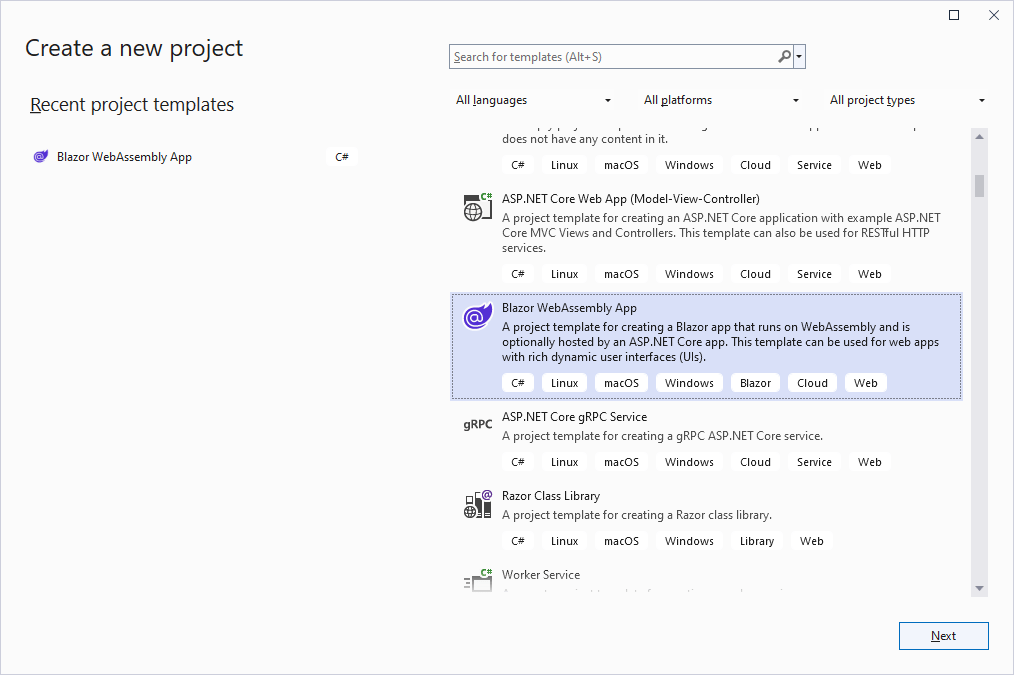 Create a new project
Search for templates (Alt+S)
Recent project templates
All languages
All platforms
All project types
Blazor WebAssembly App
C#
does not have any content in it.
C# Linux macOS Windows Cloud Service Web
C#
ASP.NET Core Web App (Model-View-Controller)
A project template for creating an ASP.NET Core application with example ASP.NET
Core MVC Views and Controllers. This template can also be used for RESTful HTTP
services.
C# Linux macOS Windows Cloud Service Web
@
Blazor WebAssembly App
A project template for creating a Blazor app that runs on WebAssembly and is
optionally hosted by an ASP.NET Core app. This template can be used for web apps
with rich dynamic user interfaces (UIs).
C# Linux macOS Windows Blazor Cloud Web
gRPC
ASP.NET Core gRPC Service
A project template for creating a gRPC ASP.NET Core service.
C# Linux macOS Windows Cloud Service Web
@
Razor Class Library
A project template for creating a Razor class library.
C# Linux macOS Windows Library Web
C#
Worker Service
Next